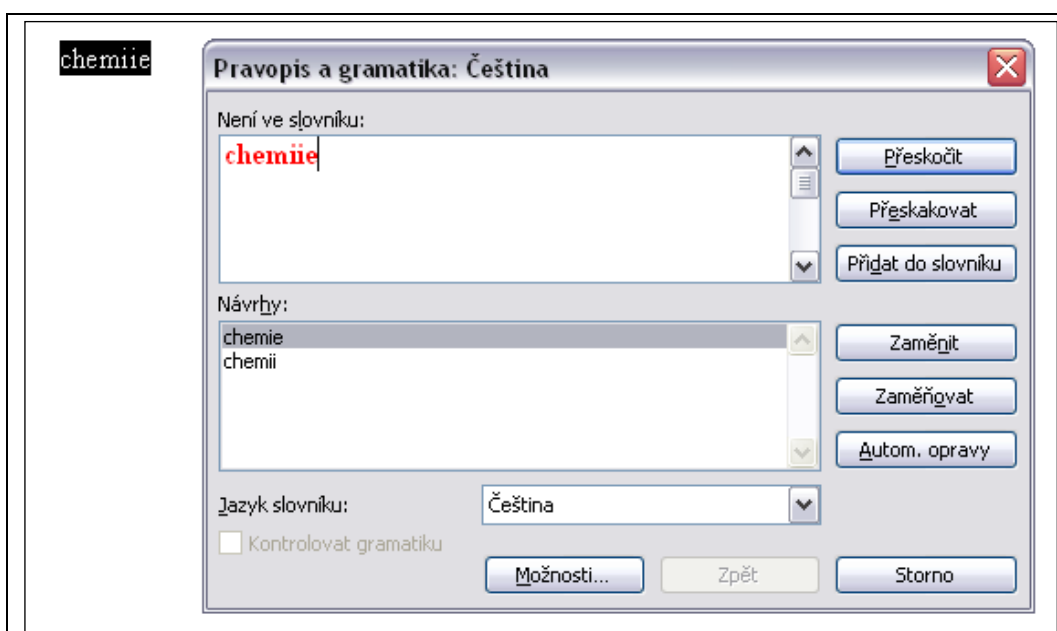 chemiie
Pravopis a gramatika: Čeština
Není ve slovníku:
chemiie
Přeskočit
Přeskakovat
Přidat do slovníku
Návrhy:
chemie
chemii
Zaměnit
Zaměňovat
Autom. opravy
Jazyk slovníku:
Čeština
Kontrolovat gramatiku
Možnosti...
Zpět
Storno